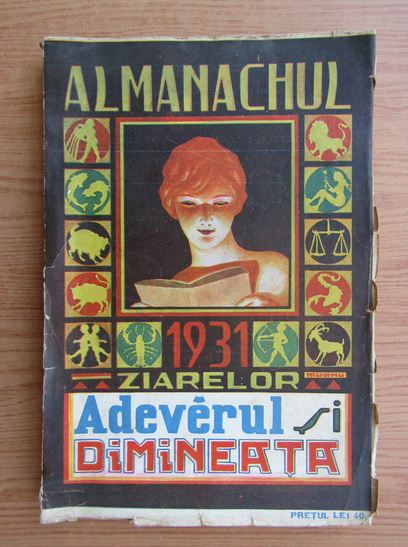 ALMANACHUL
1931
ZIARELOR
Adevĕrul și
DiMiNEAȚA
PREȚUL LEI 40